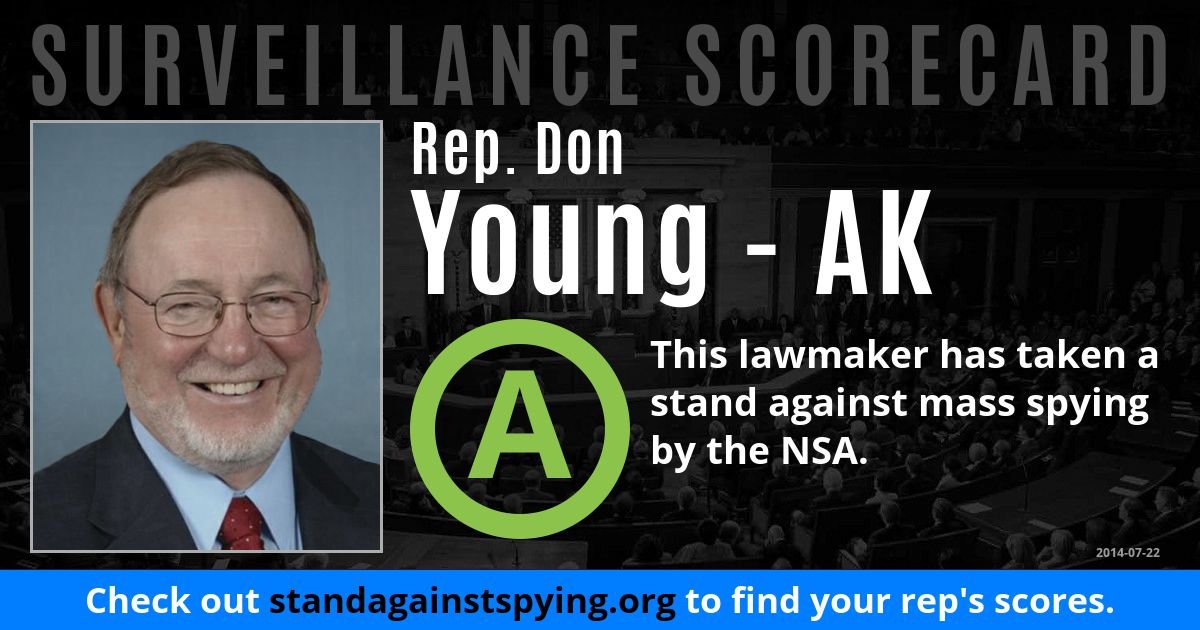 SURVEILLANCE SCORECARD
Rep. Don
Young - AK
A
This lawmaker has taken a
stand against mass spying
by the NSA.
2014-07-22
Check out standagainstspying.org to find your rep's scores.